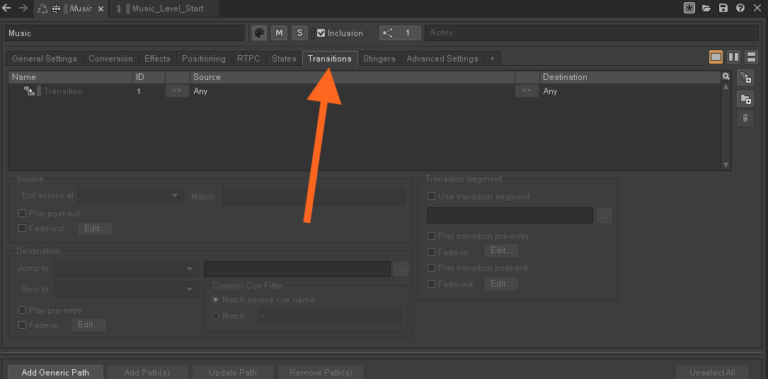 Music × Music_Level_Start
Music M S Inclusion 1 Notes
General Settings Conversion Effects Positioning RTPC States Transitions Stingers Advanced Settings +
Name ID Source Destination
Transition 1 >> Any >> Any
Source
Exit source at Match: -
Play post-exit
Fade-out Edit...
Transition Segment
Use transition segment
...
Play transition pre-entry
Fade-in Edit...
Play transition post-exit
Fade-out Edit...
Destination
Jump to ...
Sync to
Custom Cue Filter
Match source cue name
Match: -
Play pre-entry
Fade-in Edit...
Add Generic Path Add Path(s) Update Path Remove Path(s) Unselect All